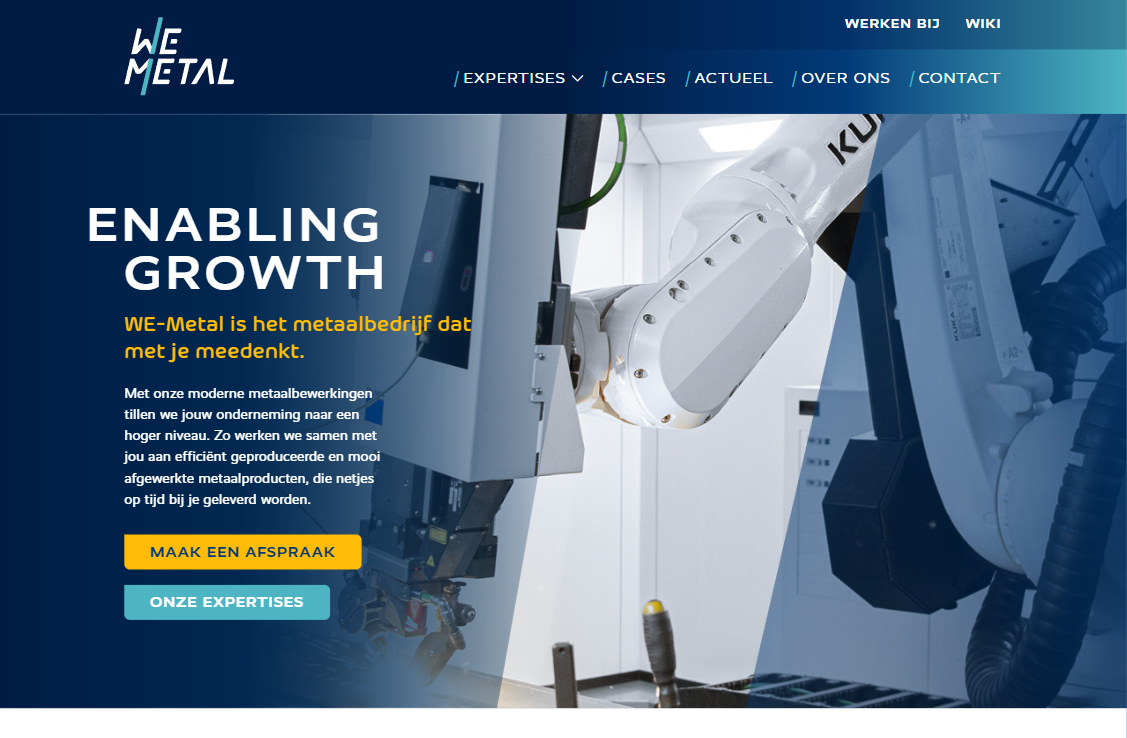 WE
METAL
WERKEN BIJ WIKI
/ EXPERTISES / CASES / ACTUEEL / OVER ONS / CONTACT
ENABLING
GROWTH
WE-Metal is het metaalbedrijf dat
met je meedenkt.
Met onze moderne metaalbewerkingen
tillen we jouw onderneming naar een
hoger niveau. Zo werken we samen met
jou aan efficiënt geproduceerde en mooi
afgewerkte metaalproducten, die netjes
op tijd bij je geleverd worden.
MAAK EEN AFSPRAAK
ONZE EXPERTISES
KUKA
A2